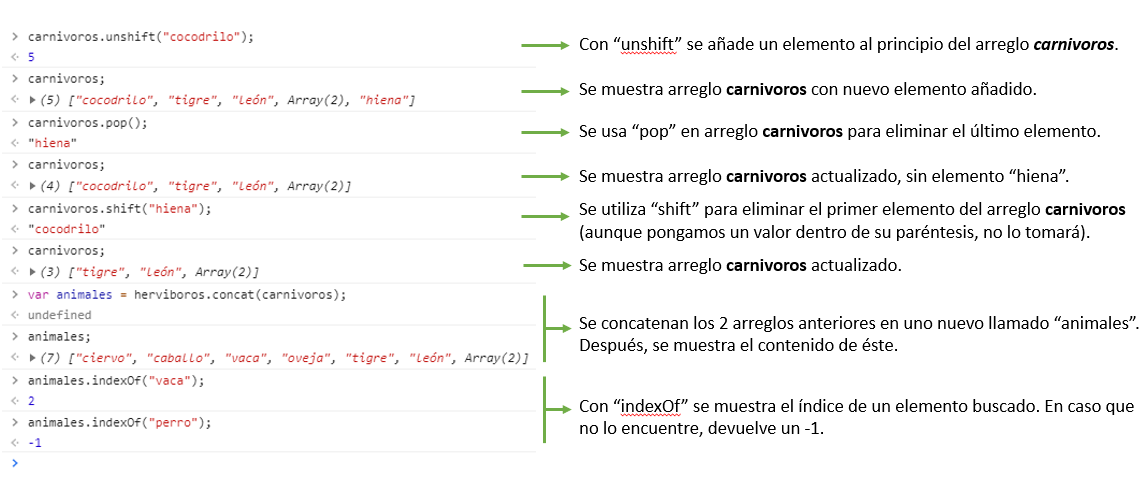 > carnivoros.unshift("cocodrilo");
Con “unshift” se añade un elemento al principio del arreglo carnivoros.
<· 5
> carnivoros;
<· ▶(5) ["cocodrilo", "tigre", "león", Array(2), "hiena"]
Se muestra arreglo carnivoros con nuevo elemento añadido.
> carnivoros.pop();
Se usa “pop” en arreglo carnivoros para eliminar el último elemento.
<· "hiena"
> carnivoros;
<· ▶(4) ["cocodrilo", "tigre", "león", Array(2)]
Se muestra arreglo carnivoros actualizado, sin elemento “hiena”.
> carnivoros.shift("hiena");
<· "cocodrilo"
Se utiliza “shift” para eliminar el primer elemento del arreglo carnivoros
(aunque pongamos un valor dentro de su paréntesis, no lo tomará).
> carnivoros;
<· ▶(3) ["tigre", "león", Array(2)]
Se muestra arreglo carnivoros actualizado.
> var animales = herviboros.concat(carnivoros);
<· undefined
> animales;
<· ▶(7) ["ciervo", "caballo", "vaca", "oveja", "tigre", "león", Array(2)]
Se concatenan los 2 arreglos anteriores en uno nuevo llamado “animales”.
Después, se muestra el contenido de éste.
> animales.indexOf("vaca");
<· 2
> animales.indexOf("perro");
<· -1
Con “indexOf” se muestra el índice de un elemento buscado. En caso que
no lo encuentre, devuelve un -1.
>